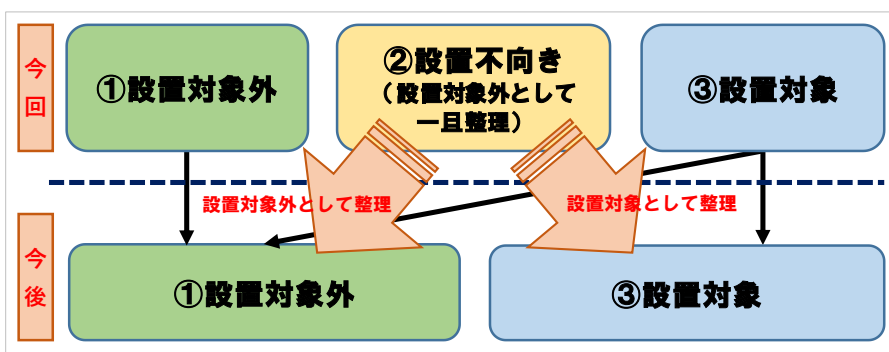 今回
①設置対象外
②設置不向き
（設置対象外として
一旦整理）
③設置対象
設置対象外として整理
設置対象として整理
今後
①設置対象外
③設置対象